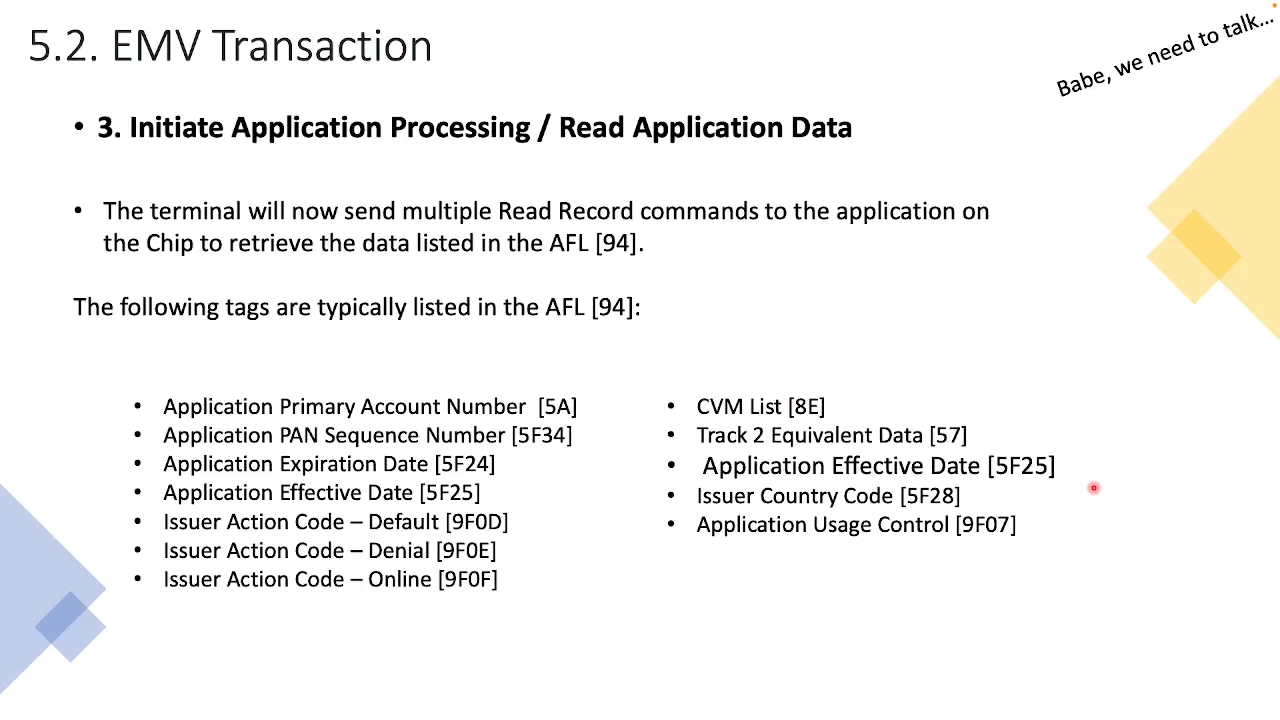 5.2. EMV Transaction
Babe, we need to talk...
• 3. Initiate Application Processing / Read Application Data
• The terminal will now send multiple Read Record commands to the application on
the Chip to retrieve the data listed in the AFL [94].
The following tags are typically listed in the AFL [94]:
• Application Primary Account Number  [5A]
• Application PAN Sequence Number [5F34]
• Application Expiration Date [5F24]
• Application Effective Date [5F25]
• Issuer Action Code – Default [9F0D]
• Issuer Action Code – Denial [9F0E]
• Issuer Action Code – Online [9F0F]
• CVM List [8E]
• Track 2 Equivalent Data [57]
• Application Effective Date [5F25]
• Issuer Country Code [5F28]
• Application Usage Control [9F07]